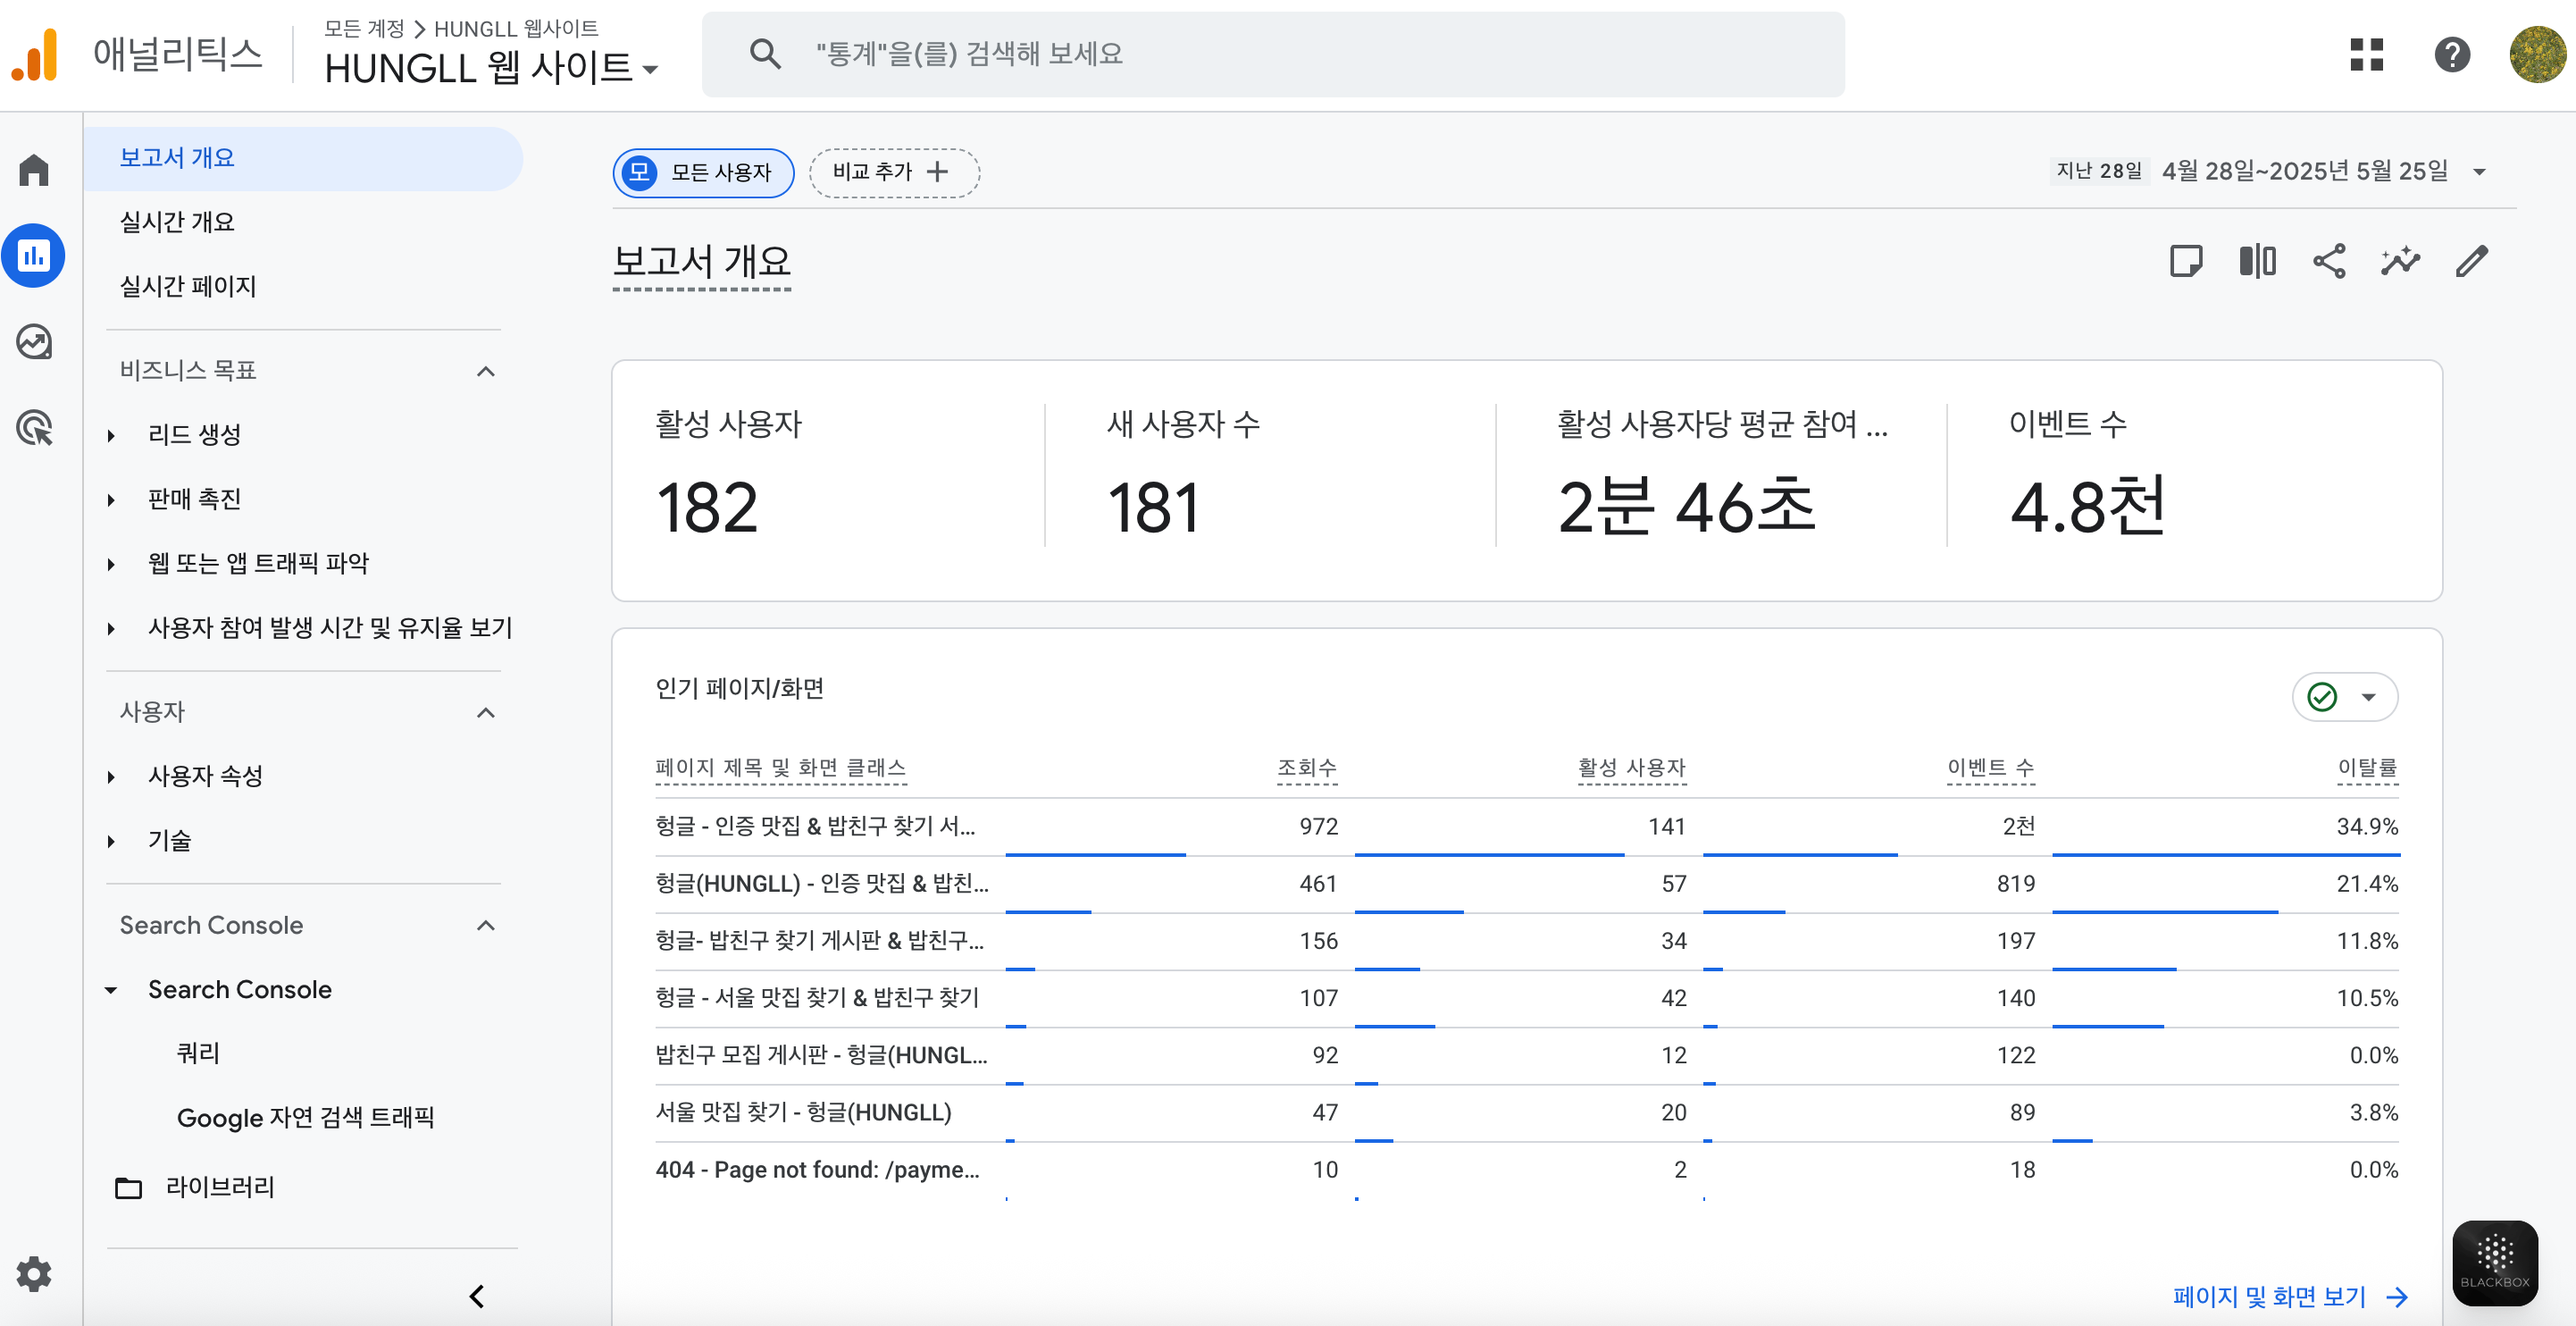 애널리틱스
모든 계정 > HUNGLL 웹사이트
HUNGLL 웹 사이트
"통계"을(를) 검색해 보세요
보고서 개요
실시간 개요
실시간 페이지
비즈니스 목표
리드 생성
판매 촉진
웹 또는 앱 트래픽 파악
사용자 참여 발생 시간 및 유지율 보기
사용자
사용자 속성
기술
Search Console
Search Console
쿼리
Google 자연 검색 트래픽
라이브러리
모 모든 사용자
비교 추가 +
지난 28일 4월 28일~2025년 5월 25일
보고서 개요
활성 사용자
182
새 사용자 수
181
활성 사용자당 평균 참여 ...
2분 46초
이벤트 수
4.8천
인기 페이지/화면
페이지 제목 및 화면 클래스 조회수 활성 사용자 이벤트 수 이탈률
헝글 - 인증 맛집 & 밥친구 찾기 서... 972 141 2천 34.9%
헝글(HUNGLL) - 인증 맛집 & 밥친... 461 57 819 21.4%
헝글- 밥친구 찾기 게시판 & 밥친구... 156 34 197 11.8%
헝글 - 서울 맛집 찾기 & 밥친구 찾기 107 42 140 10.5%
밥친구 모집 게시판 - 헝글(HUNGL... 92 12 122 0.0%
서울 맛집 찾기 - 헝글(HUNGLL) 47 20 89 3.8%
404 - Page not found: /payme... 10 2 18 0.0%
페이지 및 화면 보기
BLACKBOX